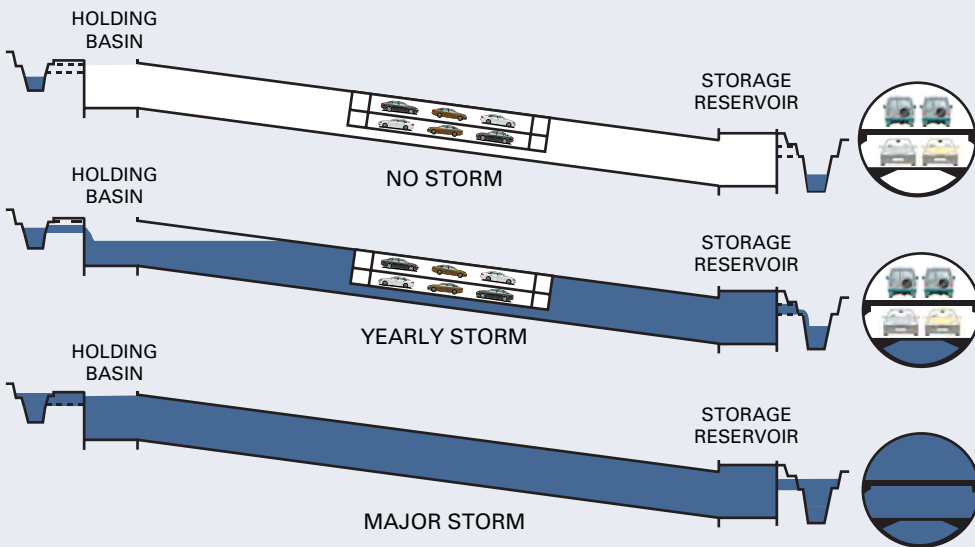 HOLDING
BASIN
STORAGE
RESERVOIR
NO STORM
HOLDING
BASIN
STORAGE
RESERVOIR
YEARLY STORM
HOLDING
BASIN
STORAGE
RESERVOIR
MAJOR STORM